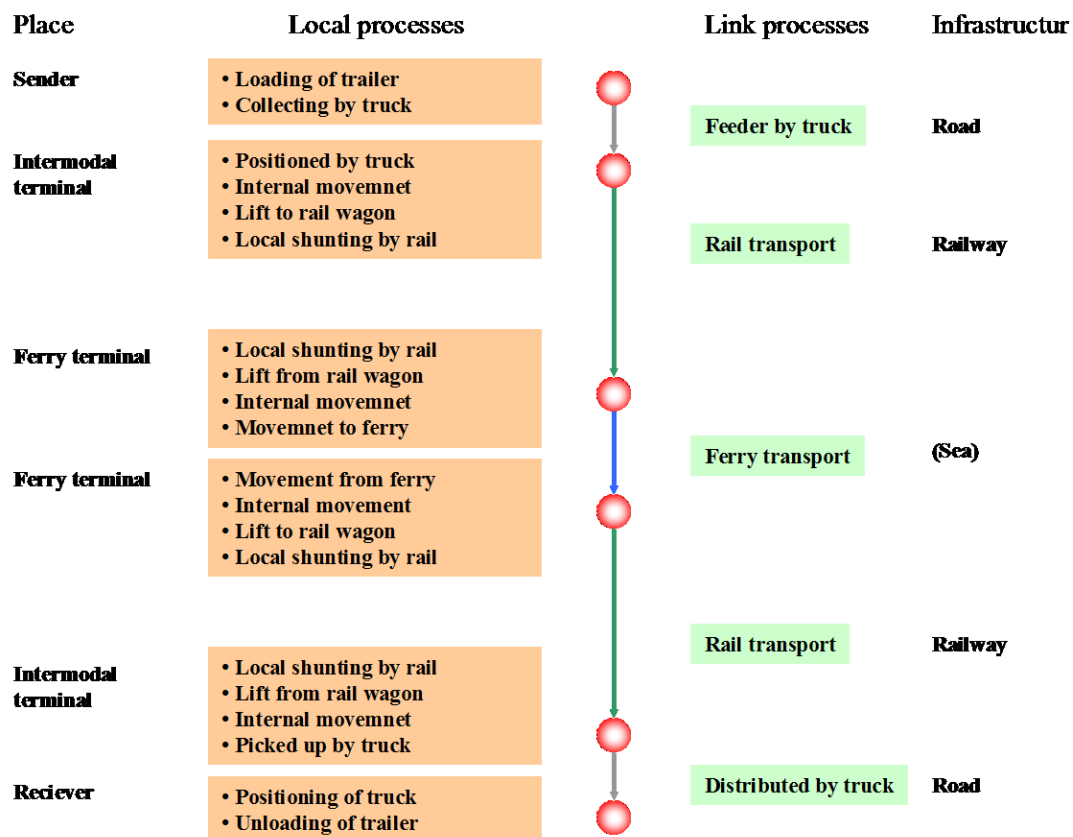 Place Local processes Link processes Infrastructur
Sender
• Loading of trailer
• Collecting by truck
Feeder by truck Road
Intermodal
terminal
• Positioned by truck
• Internal movemnet
• Lift to rail wagon
• Local shunting by rail
Rail transport Railway
Ferry terminal
• Local shunting by rail
• Lift from rail wagon
• Internal movemnet
• Movemnet to ferry
Ferry transport (Sea)
Ferry terminal
• Movement from ferry
• Internal movement
• Lift to rail wagon
• Local shunting by rail
Rail transport Railway
Intermodal
terminal
• Local shunting by rail
• Lift from rail wagon
• Internal movemnet
• Picked up by truck
Distributed by truck Road
Reciever
• Positioning of truck
• Unloading of trailer